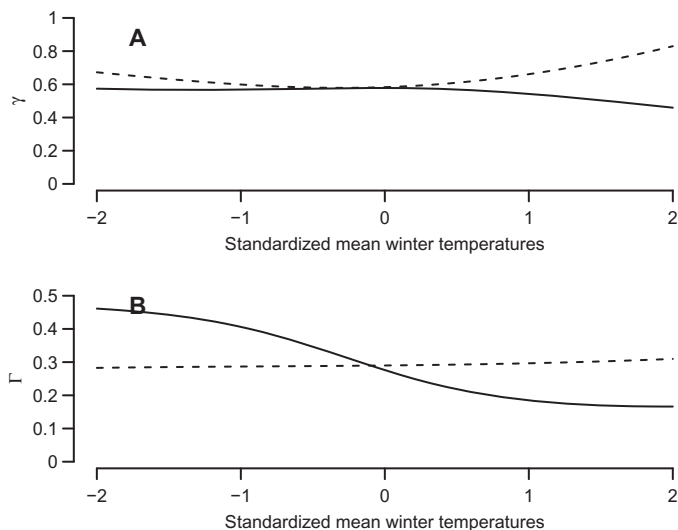 A
1
0.8
0.6
0.4
0.2
0
γ
−2 −1 0 1 2
Standardized mean winter temperatures
B
0.5
0.4
0.3
0.2
0.1
0
Γ
−2 −1 0 1 2
Standardized mean winter temperatures